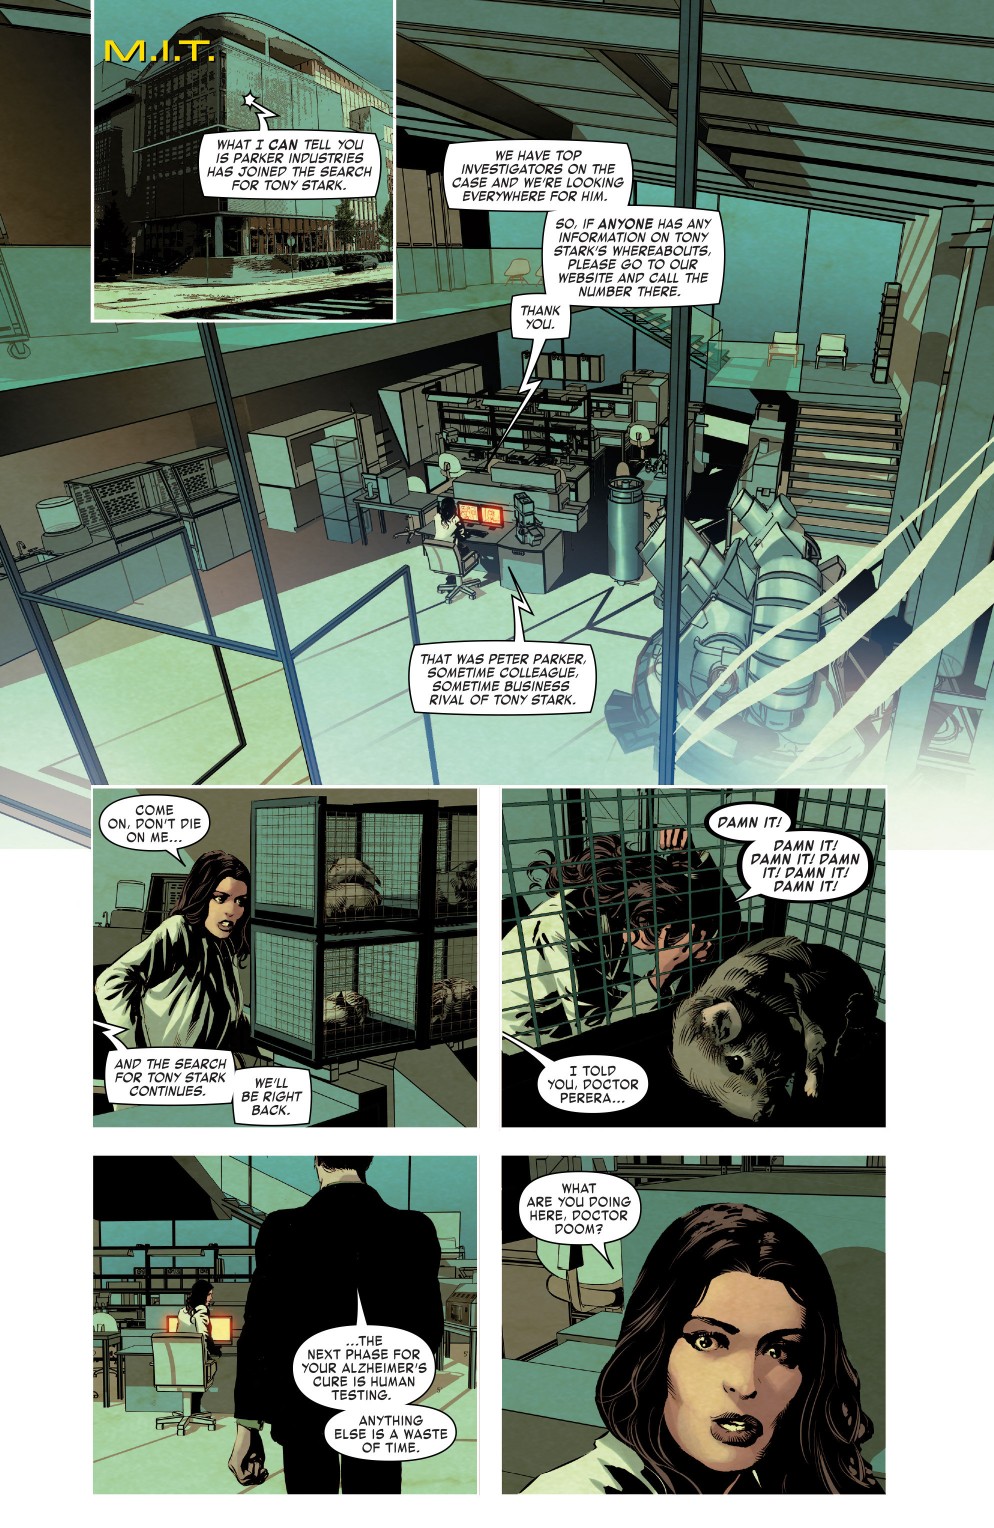 M.I.T.
WHAT I CAN TELL YOU
IS PARKER INDUSTRIES
HAS JOINED THE SEARCH
FOR TONY STARK.
WE HAVE TOP
INVESTIGATORS ON THE
CASE AND WE'RE LOOKING
EVERYWHERE FOR HIM.
SO, IF ANYONE HAS ANY
INFORMATION ON TONY
STARK'S WHEREABOUTS,
PLEASE GO TO OUR
WEBSITE AND CALL THE
NUMBER THERE.
THANK
YOU.
THAT WAS PETER PARKER,
SOMETIME COLLEAGUE,
SOMETIME BUSINESS
RIVAL OF TONY STARK.
COME
ON, DON'T DIE
ON ME...
AND THE SEARCH
FOR TONY STARK
CONTINUES.
WE'LL
BE RIGHT
BACK.
DAMN IT!
DAMN IT!
DAMN IT! DAMN
IT! DAMN IT!
DAMN IT!
I TOLD
YOU, DOCTOR
PERERA...
...THE
NEXT PHASE FOR
YOUR ALZHEIMER'S
CURE IS HUMAN
TESTING.
ANYTHING
ELSE IS A WASTE
OF TIME.
WHAT
ARE YOU DOING
HERE, DOCTOR
DOOM?